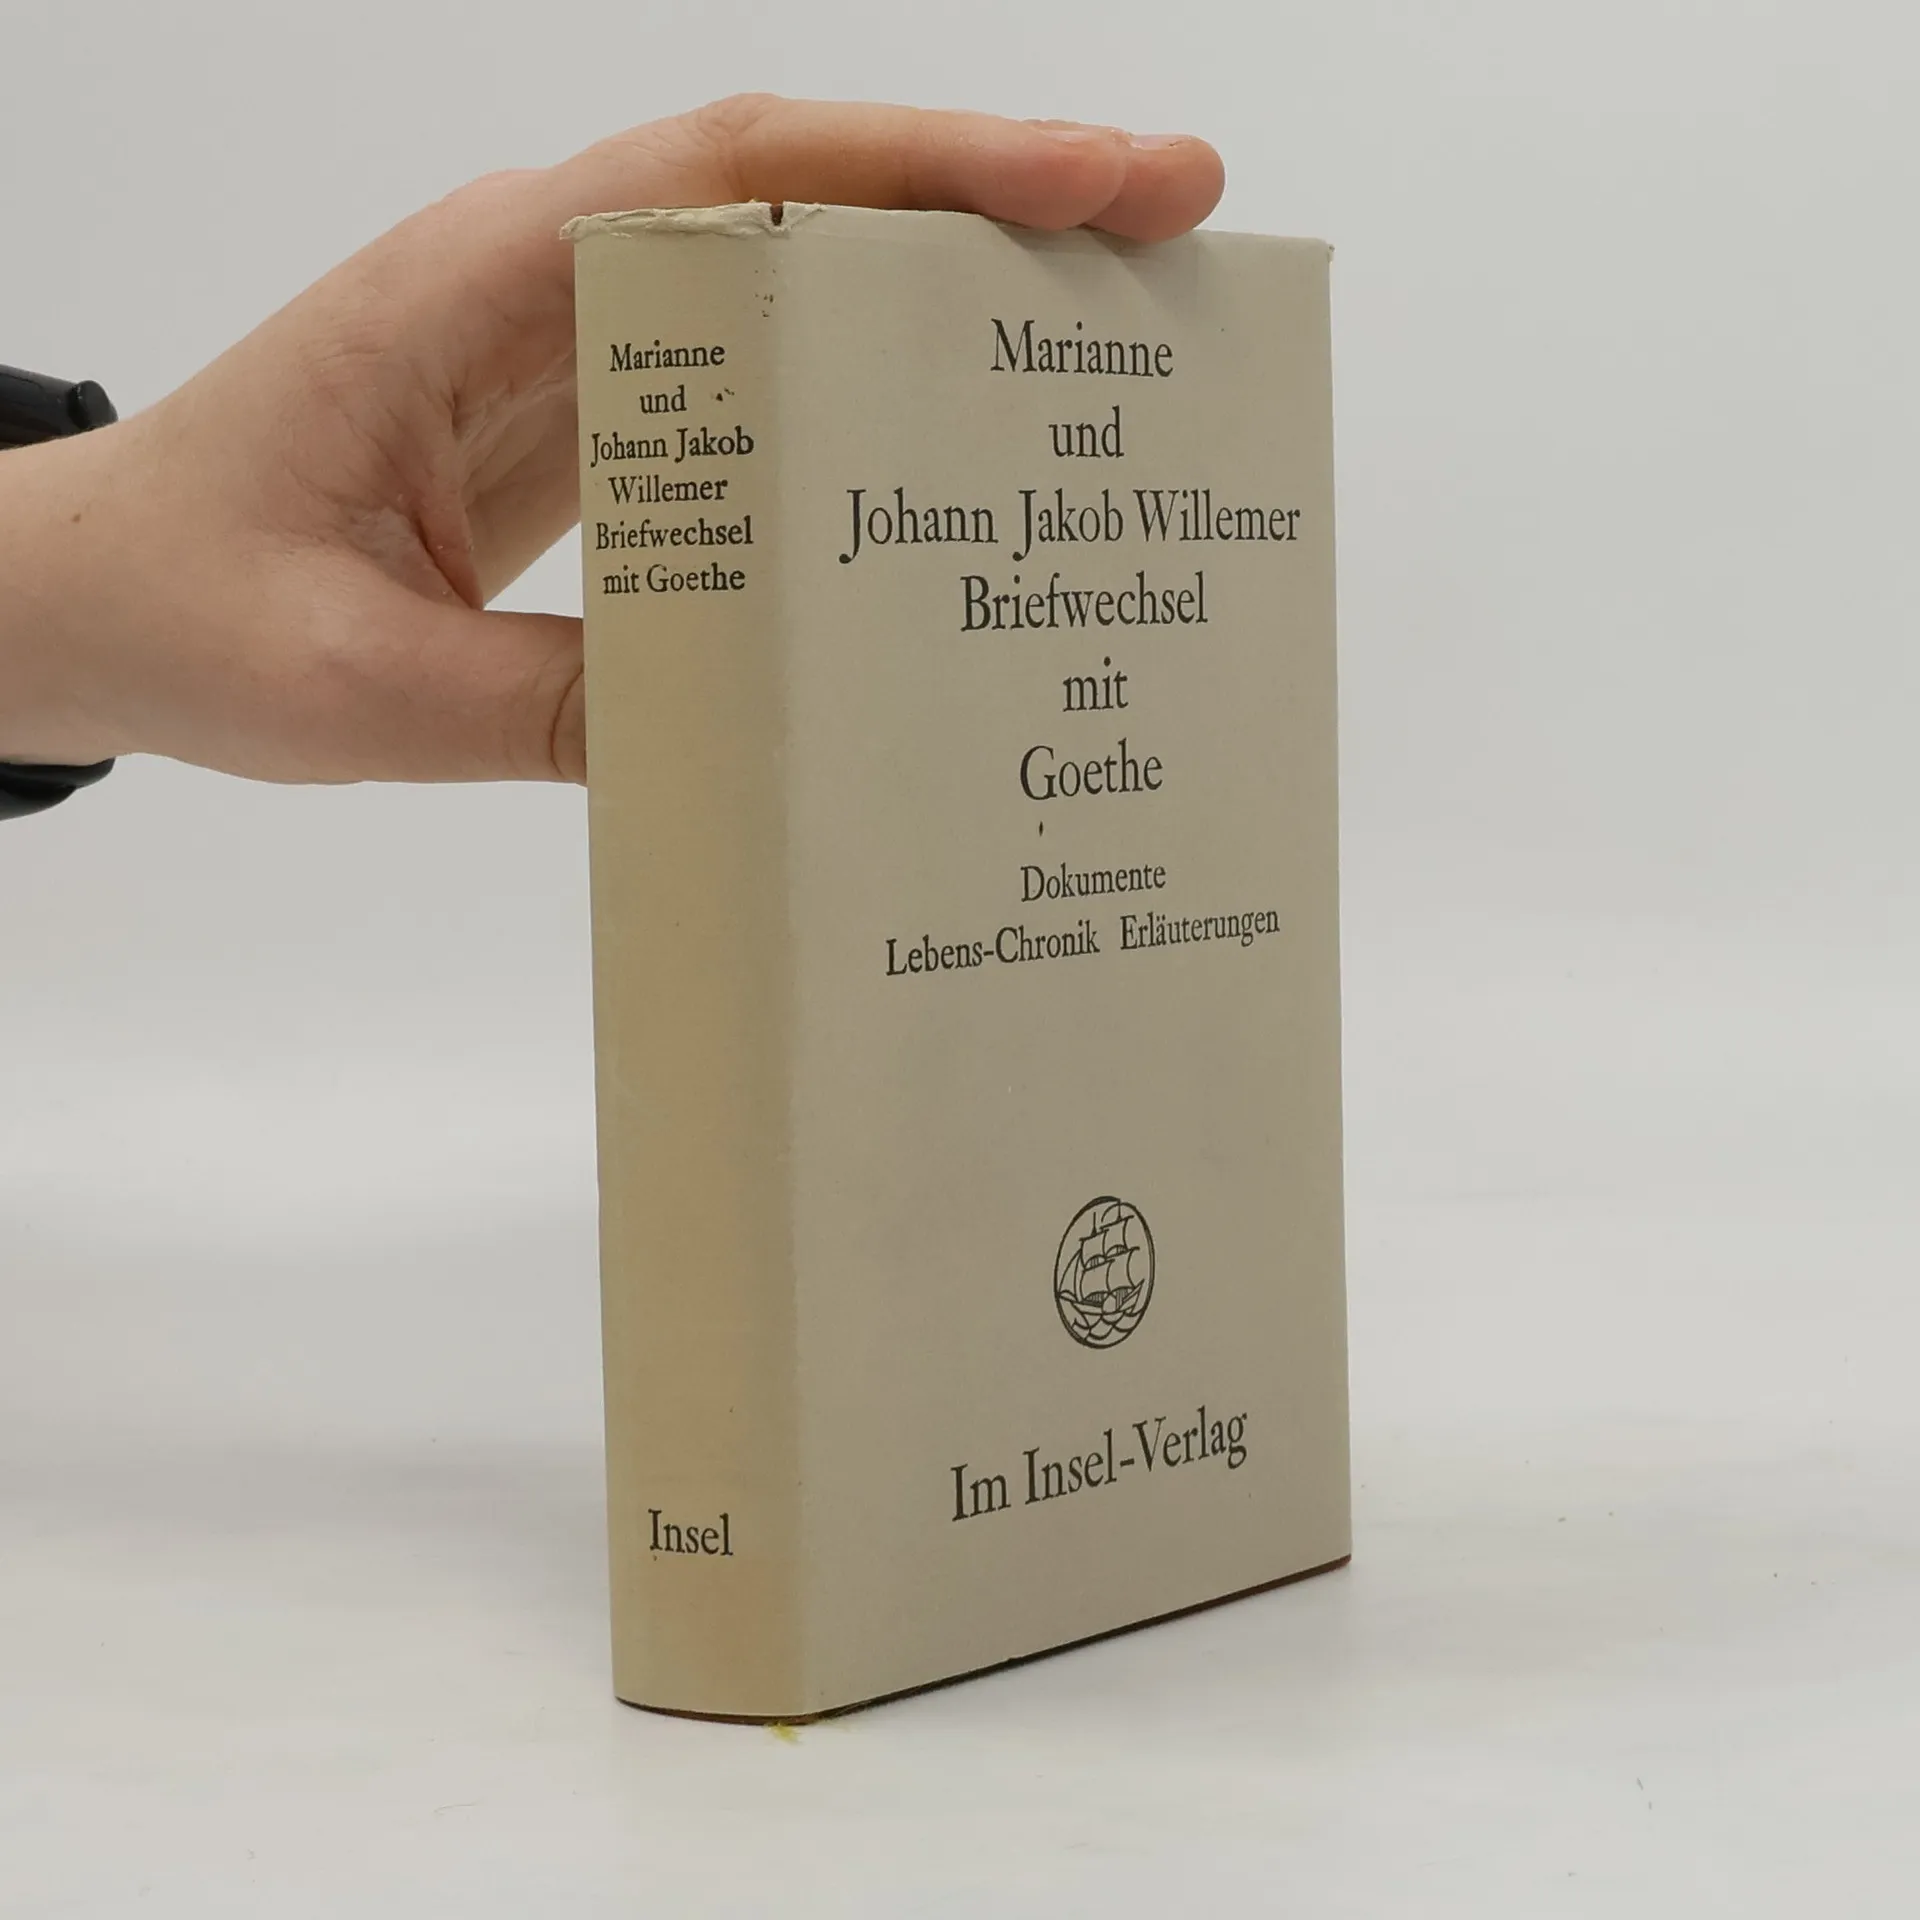 Marianne
und
Johann Jakob
Willemer
Briefwechsel
mit Goethe
Insel
Marianne
und
Johann Jakob Willemer
Briefwechsel
mit
Goethe
Dokumente
Lebens-Chronik Erläuterungen
Im Insel-Verlag